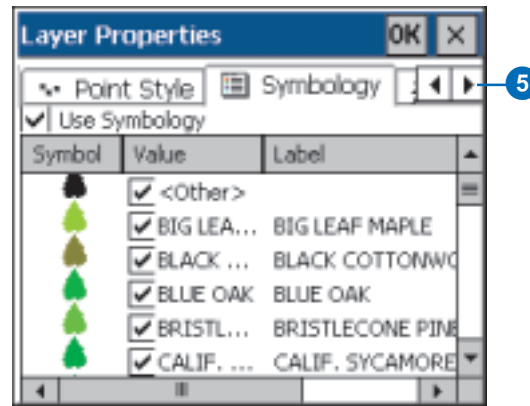 Layer Properties OK ×
Point Style Symbology
5
Use Symbology
Symbol Value Label
<Other>
BIG LEA... BIG LEAF MAPLE
BLACK ... BLACK COTTONWO
BLUE OAK BLUE OAK
BRISTL... BRISTLECONE PINE
CALIF. ... CALIF. SYCAMORE